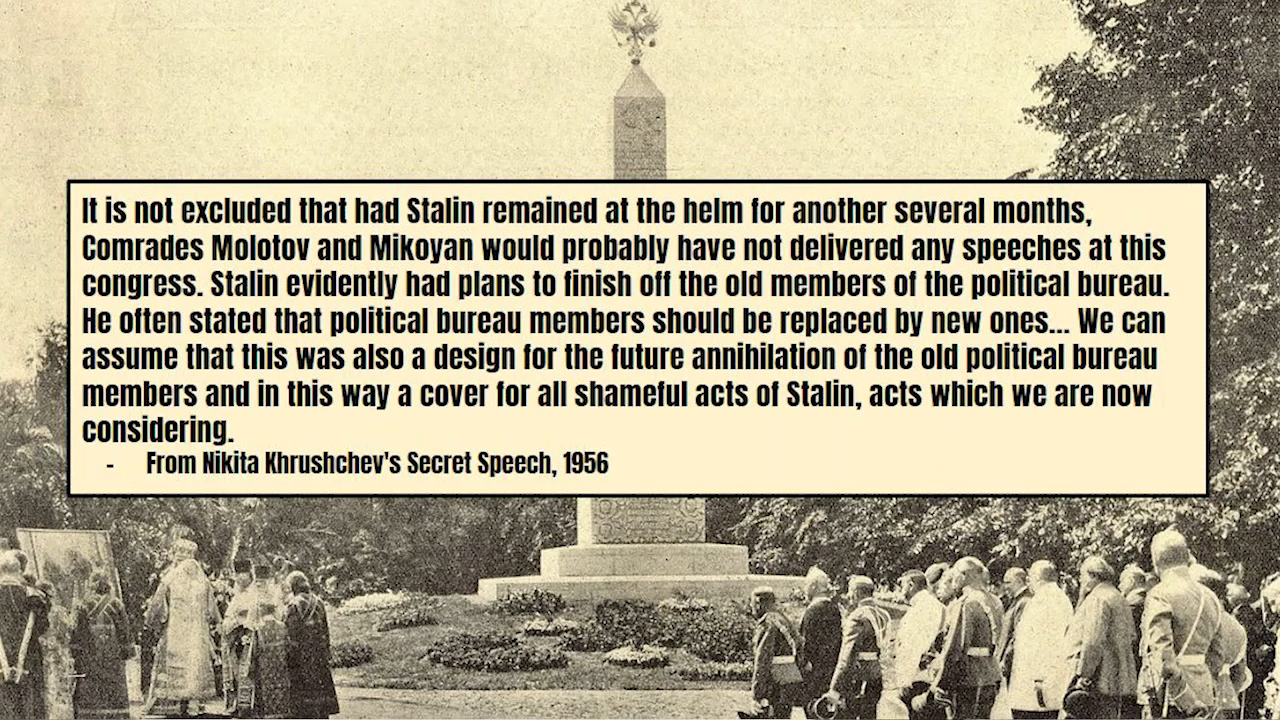 It is not excluded that had Stalin remained at the helm for another several months,
Comrades Molotov and Mikoyan would probably have not delivered any speeches at this
congress. Stalin evidently had plans to finish off the old members of the political bureau.
He often stated that political bureau members should be replaced by new ones... We can
assume that this was also a design for the future annihilation of the old political bureau
members and in this way a cover for all shameful acts of Stalin, acts which we are now
considering.
- From Nikita Khrushchev's Secret Speech, 1956